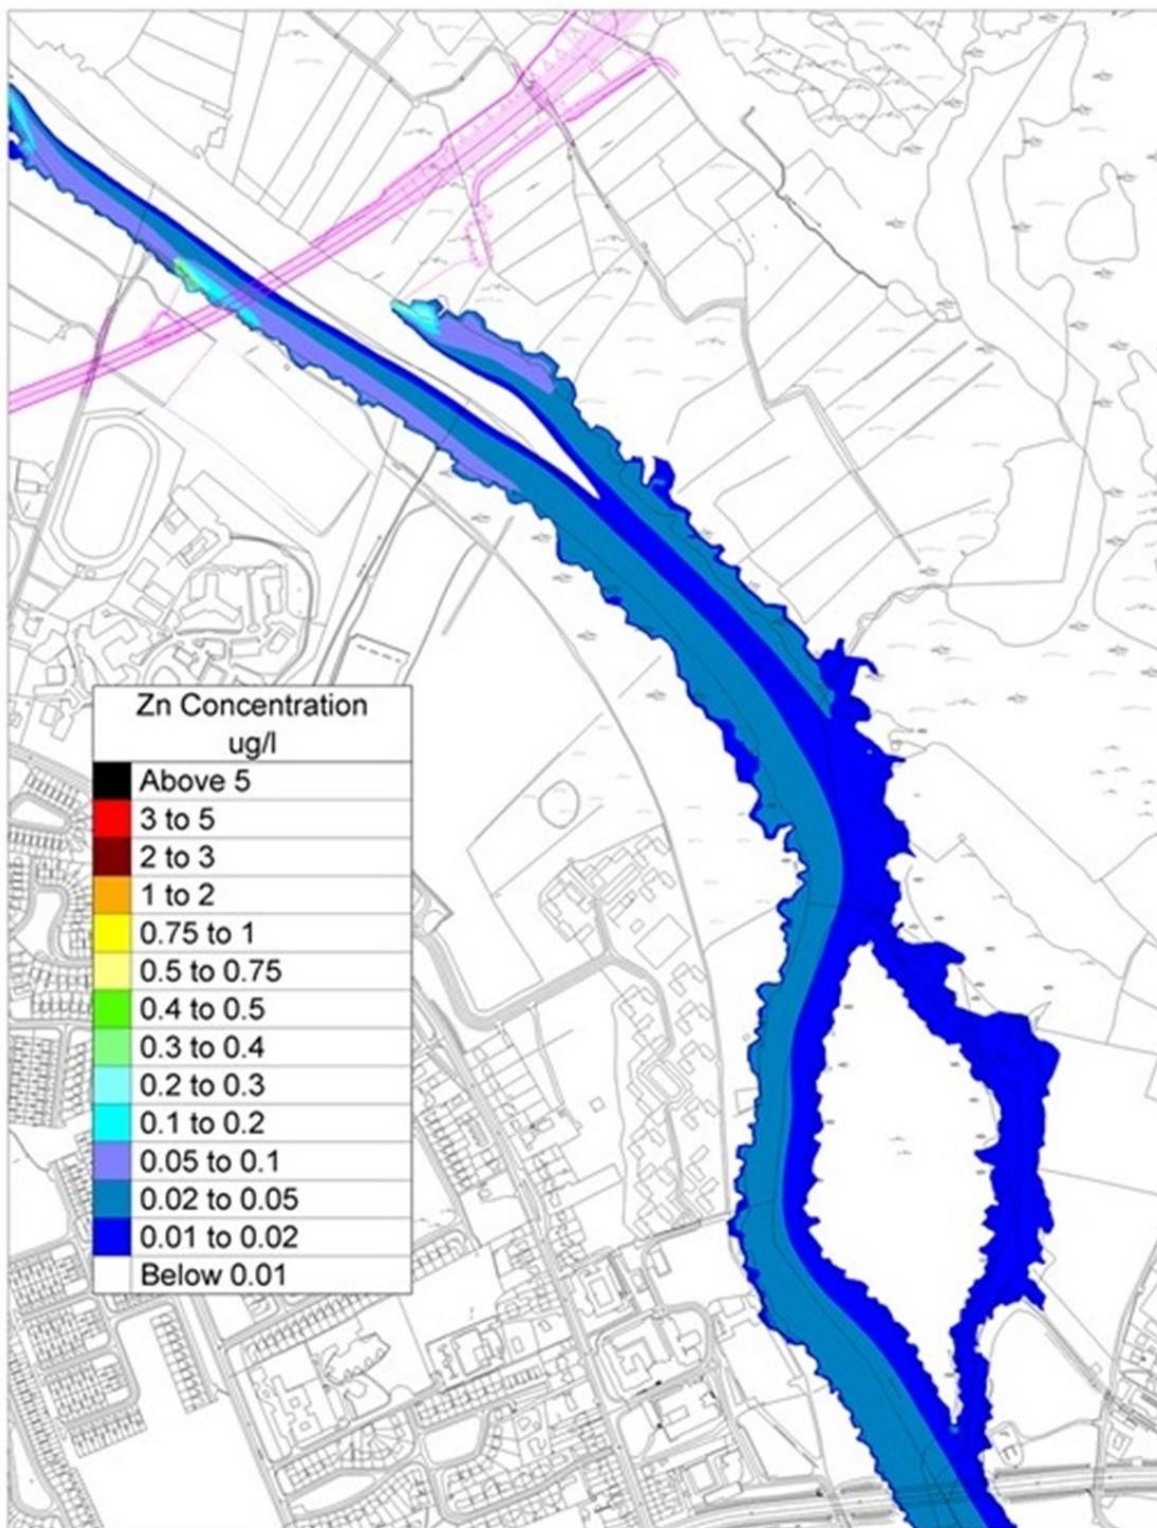 Zn Concentration
ug/l
Above 5
3 to 5
2 to 3
1 to 2
0.75 to 1
0.5 to 0.75
0.4 to 0.5
0.3 to 0.4
0.2 to 0.3
0.1 to 0.2
0.05 to 0.1
0.02 to 0.05
0.01 to 0.02
Below 0.01